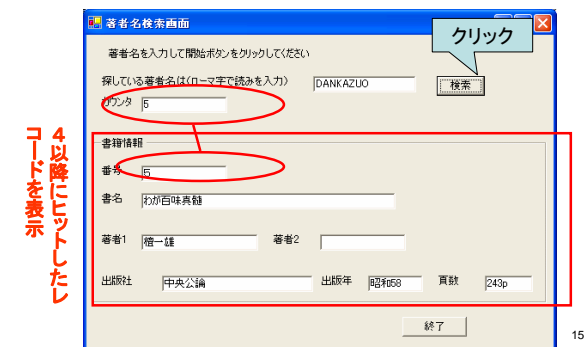 著者名検索画面
クリック
著者名を入力して開始ボタンをクリックしてください
探している著者名は(ローマ字で読みを入力)
DANKAZUO
検索
カウンタ
5
4以降にヒットしたレコードを表示
書籍情報
番号
5
書名
わが百味真髄
著者1
檀一雄
著者2
出版社
中央公論
出版年
昭和58
頁数
243p
終了
15